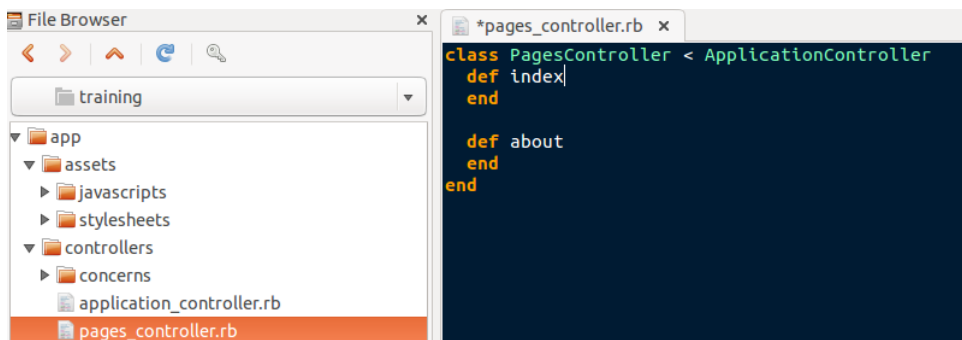 File Browser
training
app
assets
javascripts
stylesheets
controllers
concerns
application_controller.rb
pages_controller.rb
*pages_controller.rb
class PagesController < ApplicationController
  def index
  end

  def about
  end
end